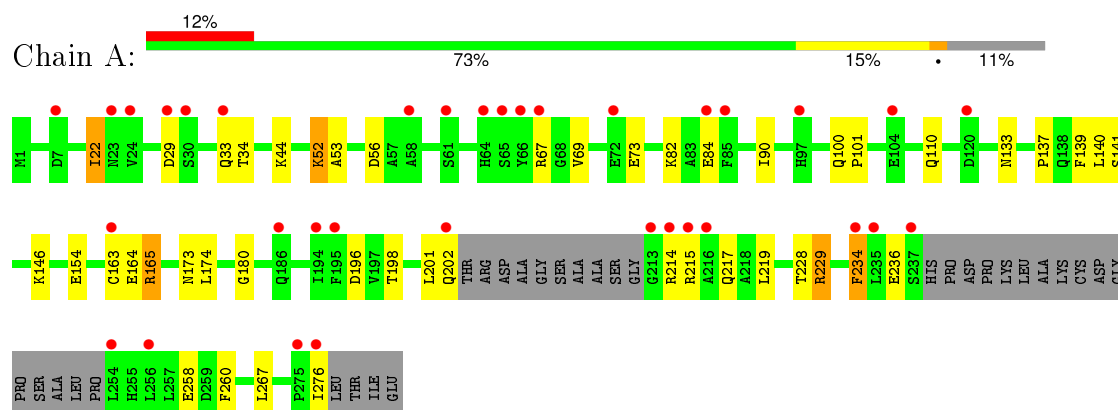 12%
Chain A:
73% 15% • 11%
M1 D7 I22 N23 V24 D29 S30 Q33 T34 K44 K52 A53 D56 A57 A58 S61 H64 S65 Y66 R67 G68 V69 E72 E73 K82 A83 E84 F85 I90 H97 Q100 P101 E104 Q110 D120 N133 P137 Q138 F139 L140 S141
K146 E154 C163 E164 R165 N173 L174 G180 Q186 I194 F195 D196 V197 T198 L201 Q202 THR ARG ASP ALA GLY SER ALA ALA SER GLY G213 R214 R215 A216 Q217 A218 L219 T228 R229 F234 L235 E236 S237 HIS PRO ASP PRO LYS LEU ALA LYS CYS ASP GLY
PRO SER ALA LEU PRO L254 H255 L256 L257 E258 D259 F260 L267 P275 I276 LEU THR ILE GLU